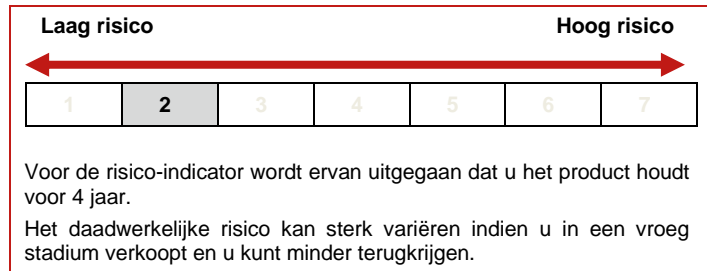 Laag risico Hoog risico
1 2 3 4 5 6 7
Voor de risico-indicator wordt ervan uitgegaan dat u het product houdt
voor 4 jaar.
Het daadwerkelijke risico kan sterk variëren indien u in een vroeg
stadium verkoopt en u kunt minder terugkrijgen.